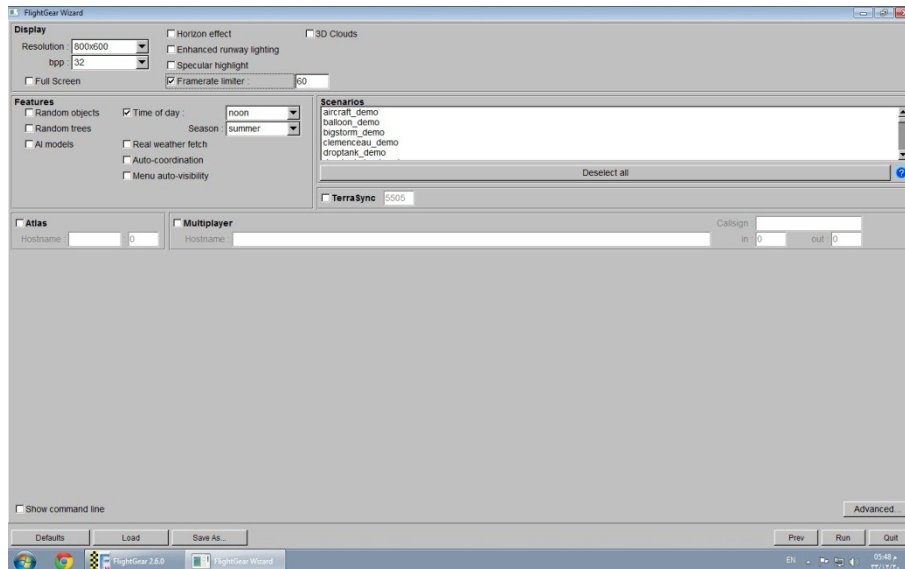 FlightGear Wizard
Display
Resolution : 800x600
bpp : 32
Full Screen
Horizon effect
Enhanced runway lighting
Specular highlight
Framerate limiter : 60
3D Clouds
Features
Random objects
Random trees
AI models
Time of day : noon
Season : summer
Real weather fetch
Auto-coordination
Menu auto-visibility
Scenarios
aircraft_demo
balloon_demo
bigstorm_demo
clemenceau_demo
droptank_demo
Deselect all
?
TerraSync 5505
Atlas
Hostname : 0
Multiplayer
Hostname :
Callsign
in 0 out 0
Show command line
Advanced...
Defaults Load Save As... Prev Run Quit
FlightGear 2.6.0 FlightGear Wizard EN 05:48 م